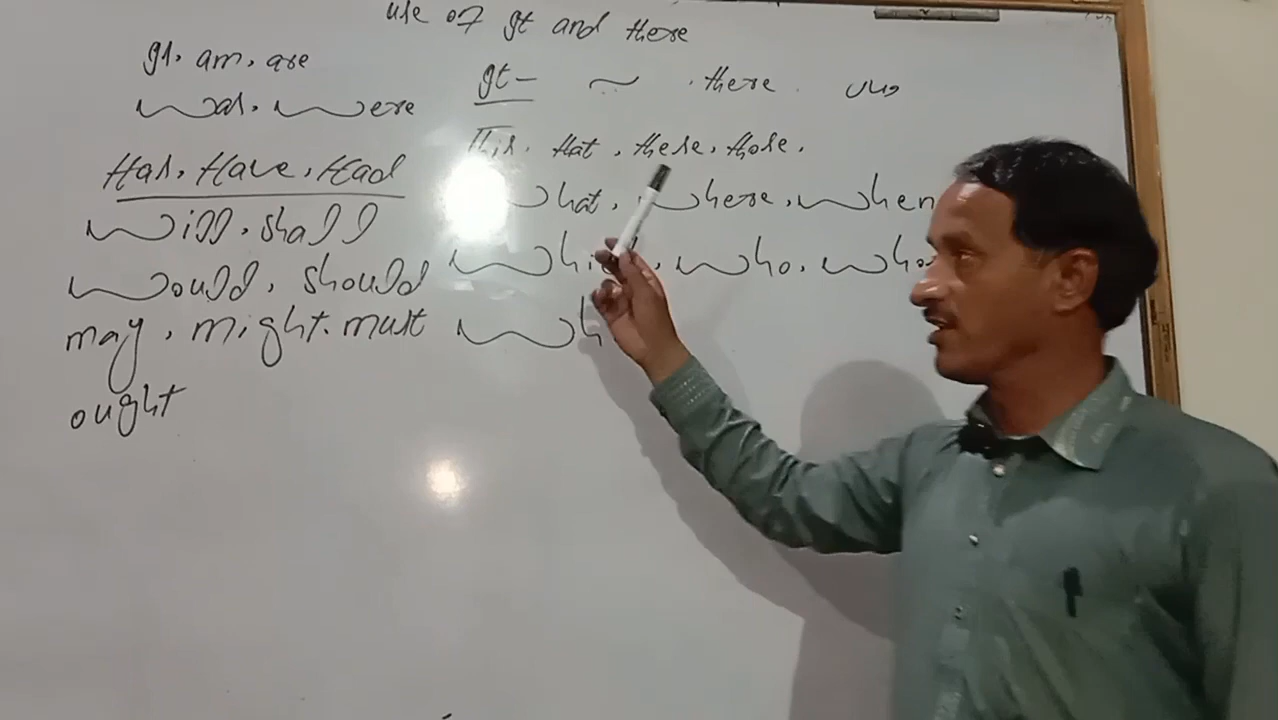 use of It and there
Is, am, are
Was, Were
Has, Have, Had
Will, shall
Would, should
may, might, must
ought
It — there
This, that, these, those.
What, Where, When
Who,